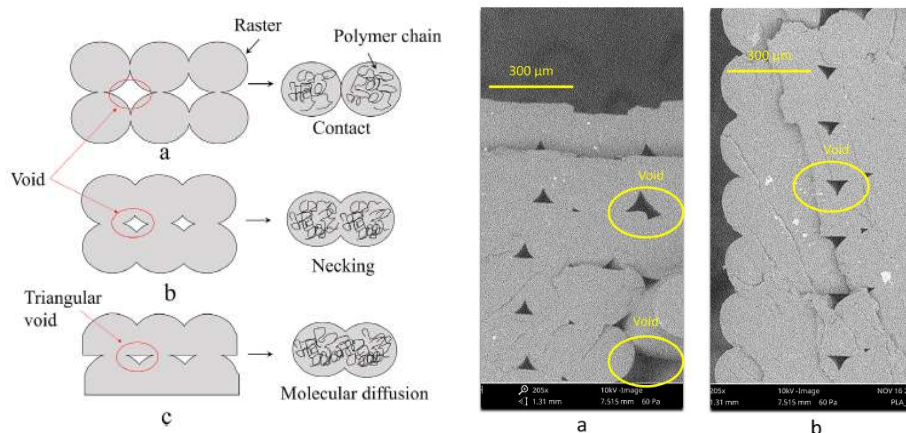 Raster
Polymer chain
Contact
a
Void
Necking
b
Triangular
void
Molecular diffusion
c
300 µm
Void
Void
205x
10kV -Image
1.31 mm
7.515 mm
60 Pa
a
300 µm
Void
205x
10kV -Image
NOV 16 2
1.31 mm
7.515 mm
60 Pa
PLA_
b